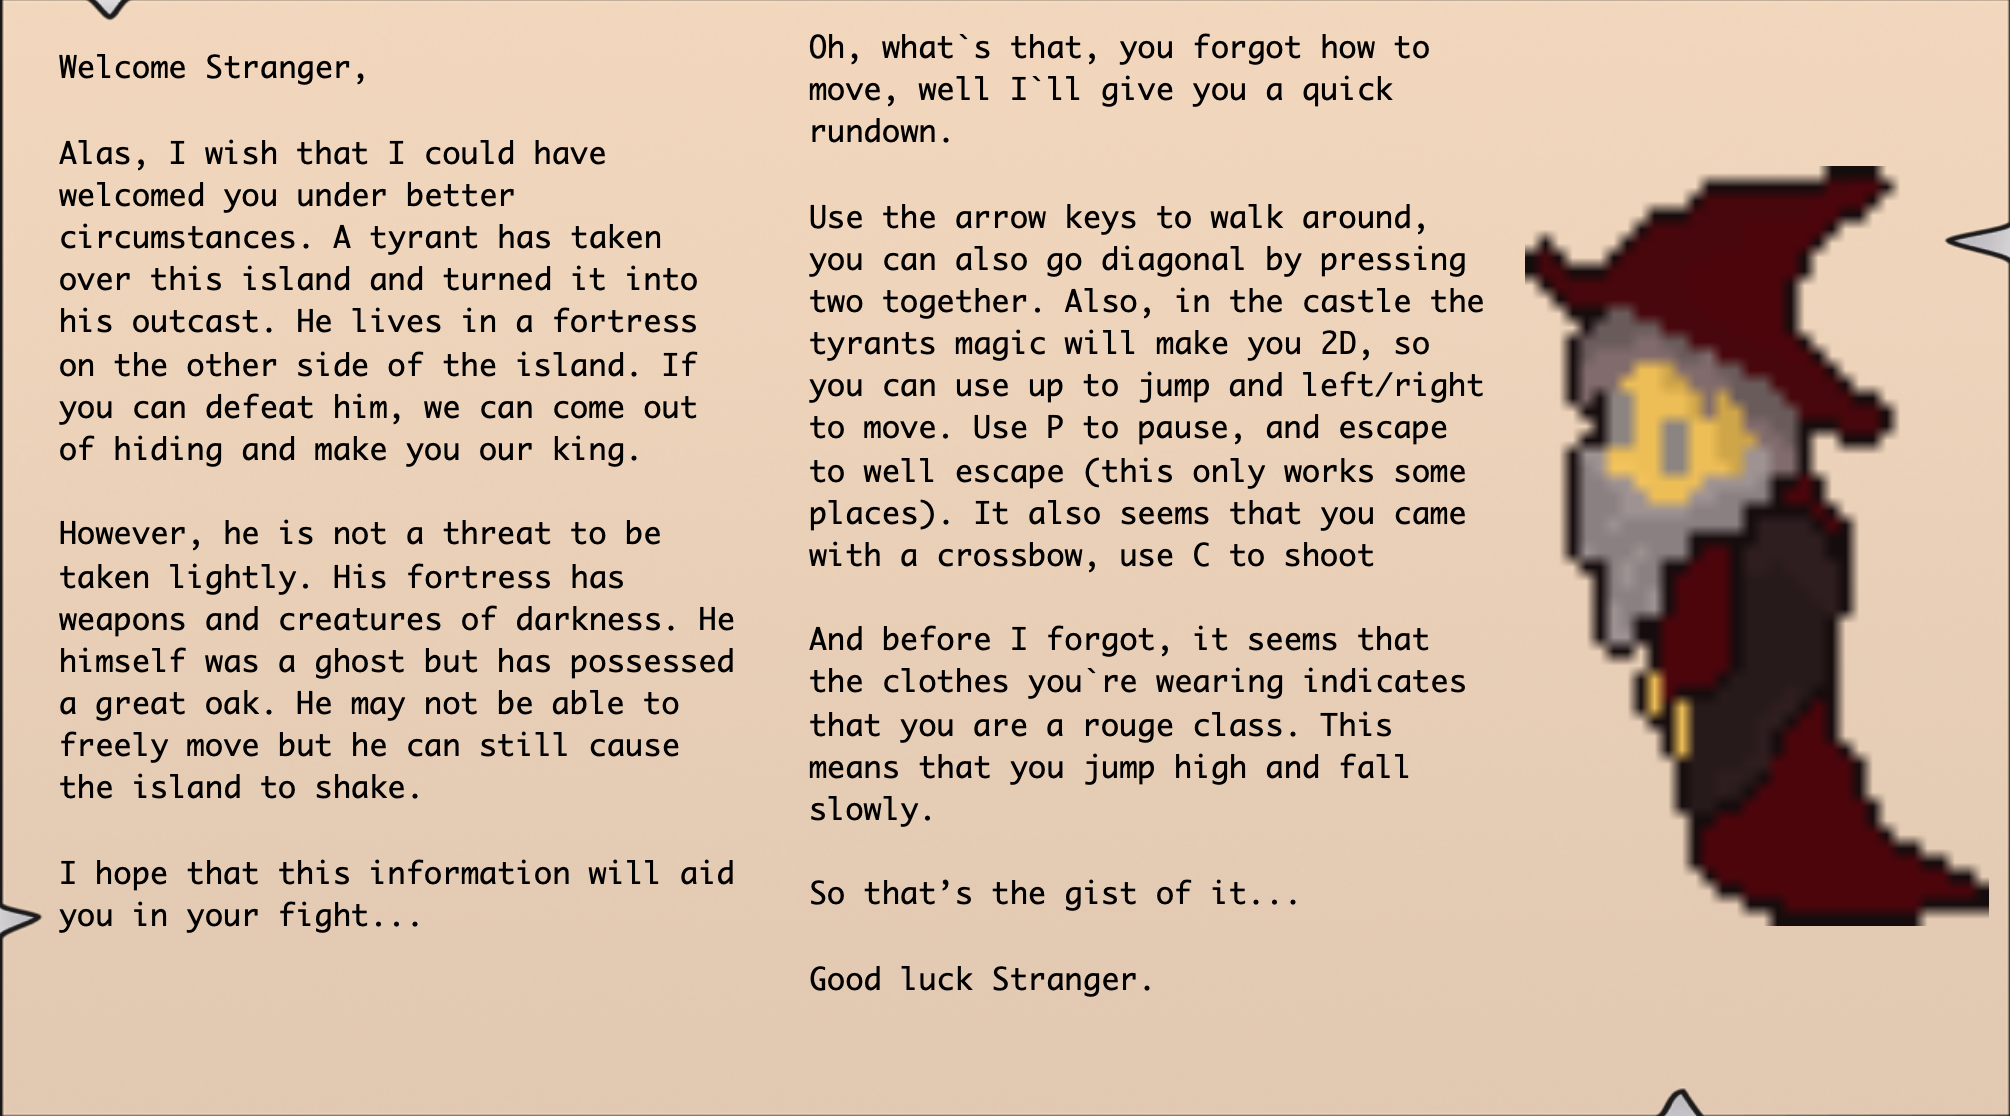 Welcome Stranger,
Alas, I wish that I could have
welcomed you under better
circumstances. A tyrant has taken
over this island and turned it into
his outcast. He lives in a fortress
on the other side of the island. If
you can defeat him, we can come out
of hiding and make you our king.
However, he is not a threat to be
taken lightly. His fortress has
weapons and creatures of darkness. He
himself was a ghost but has possessed
a great oak. He may not be able to
freely move but he can still cause
the island to shake.
I hope that this information will aid
you in your fight...
Oh, what`s that, you forgot how to
move, well I`ll give you a quick
rundown.
Use the arrow keys to walk around,
you can also go diagonal by pressing
two together. Also, in the castle the
tyrants magic will make you 2D, so
you can use up to jump and left/right
to move. Use P to pause, and escape
to well escape (this only works some
places). It also seems that you came
with a crossbow, use C to shoot
And before I forgot, it seems that
the clothes you`re wearing indicates
that you are a rouge class. This
means that you jump high and fall
slowly.
So that’s the gist of it...
Good luck Stranger.